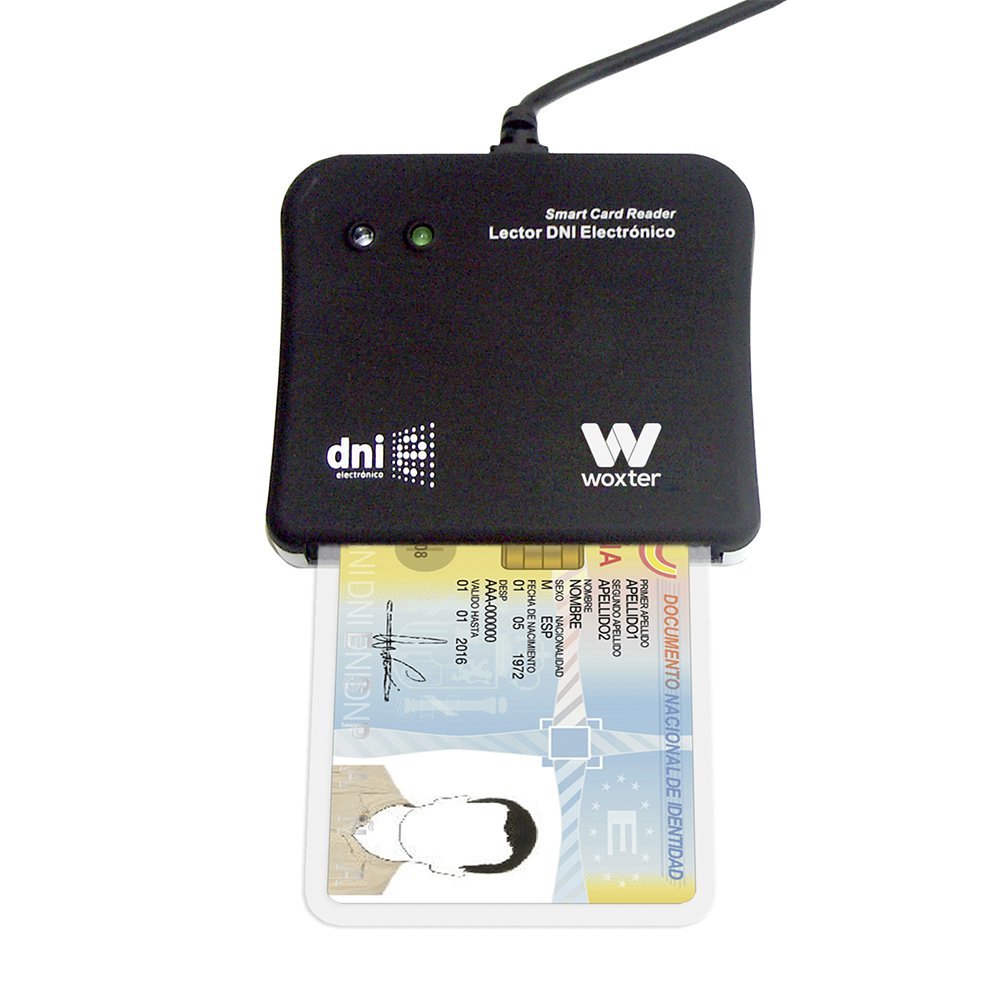 Smart Card Reader
Lector DNI Electrónico
dni
electrónico
woxter
DOCUMENTO NACIONAL DE IDENTIDAD
PRIMER APELLIDO
APELLIDO1
SEGUNDO APELLIDO
APELLIDO2
NOMBRE
NOMBRE
SEXO NACIONALIDAD
M ESP
FECHA DE NACIMIENTO
01 05 1972
DESP
AAA-000000
VALIDO HASTA
01 01 2016
E